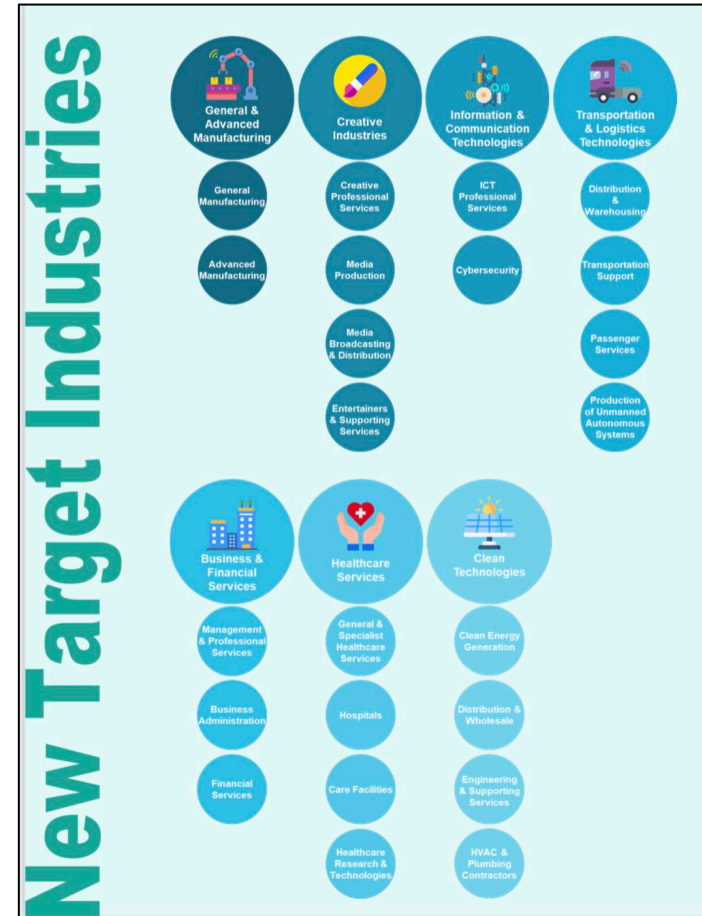 New Target Industries
General &
Advanced
Manufacturing
General
Manufacturing
Advanced
Manufacturing
Creative
Industries
Creative
Professional
Services
Media
Production
Media
Broadcasting
& Distribution
Entertainers
& Supporting
Services
Information &
Communication
Technologies
ICT
Professional
Services
Cybersecurity
Transportation
& Logistics
Technologies
Distribution
&
Warehousing
Transportation
Support
Passenger
Services
Production
of Unmanned
Autonomous
Systems
Business &
Financial
Services
Management
& Professional
Services
Business
Administration
Financial
Services
Healthcare
Services
General &
Specialist
Healthcare
Services
Hospitals
Care Facilities
Healthcare
Research &
Technologies
Clean
Technologies
Clean Energy
Generation
Distribution &
Wholesale
Engineering
& Supporting
Services
HVAC &
Plumbing
Contractors